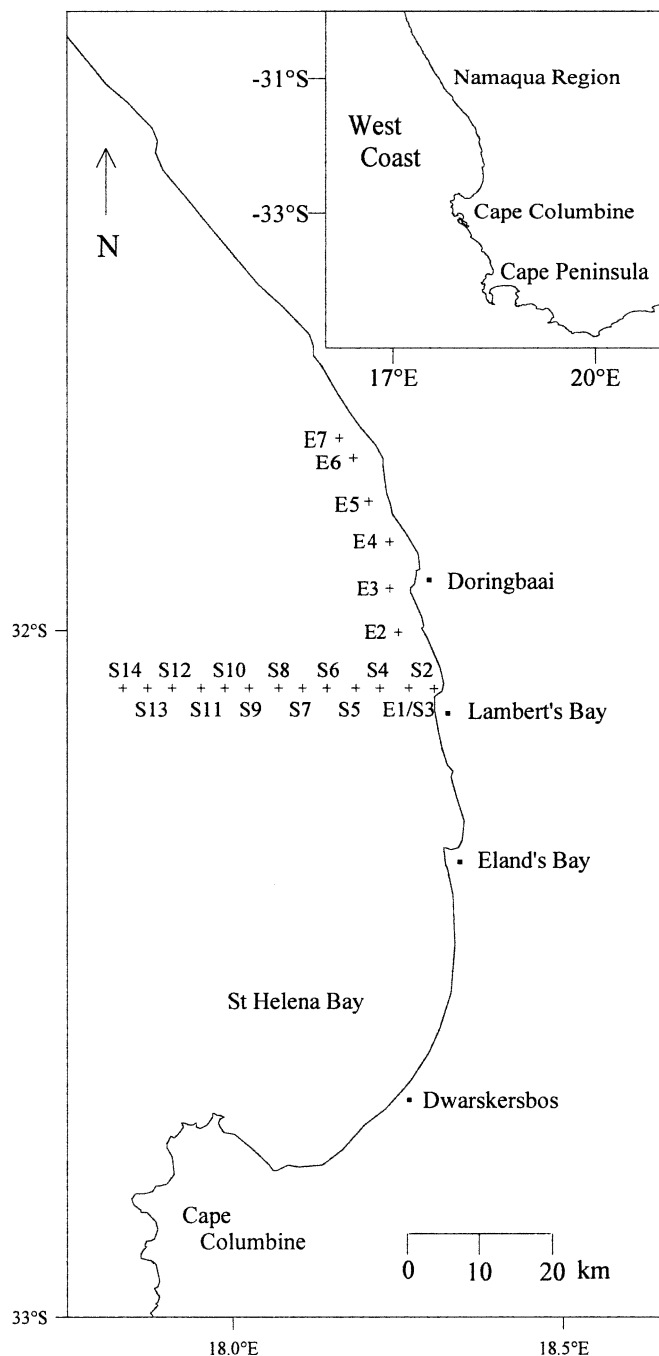 -31°S
Namaqua Region
West
Coast
-33°S
Cape Columbine
Cape Peninsula
17°E
20°E
N
E7
E6
E5
E4
Doringbaai
E3
32°S
E2
S14
S12
S10
S8
S6
S4
S2
S13
S11
S9
S7
S5
E1/S3
Lambert's Bay
Eland's Bay
St Helena Bay
Dwarskersbos
Cape
Columbine
0
10
20
km
33°S
18.0°E
18.5°E